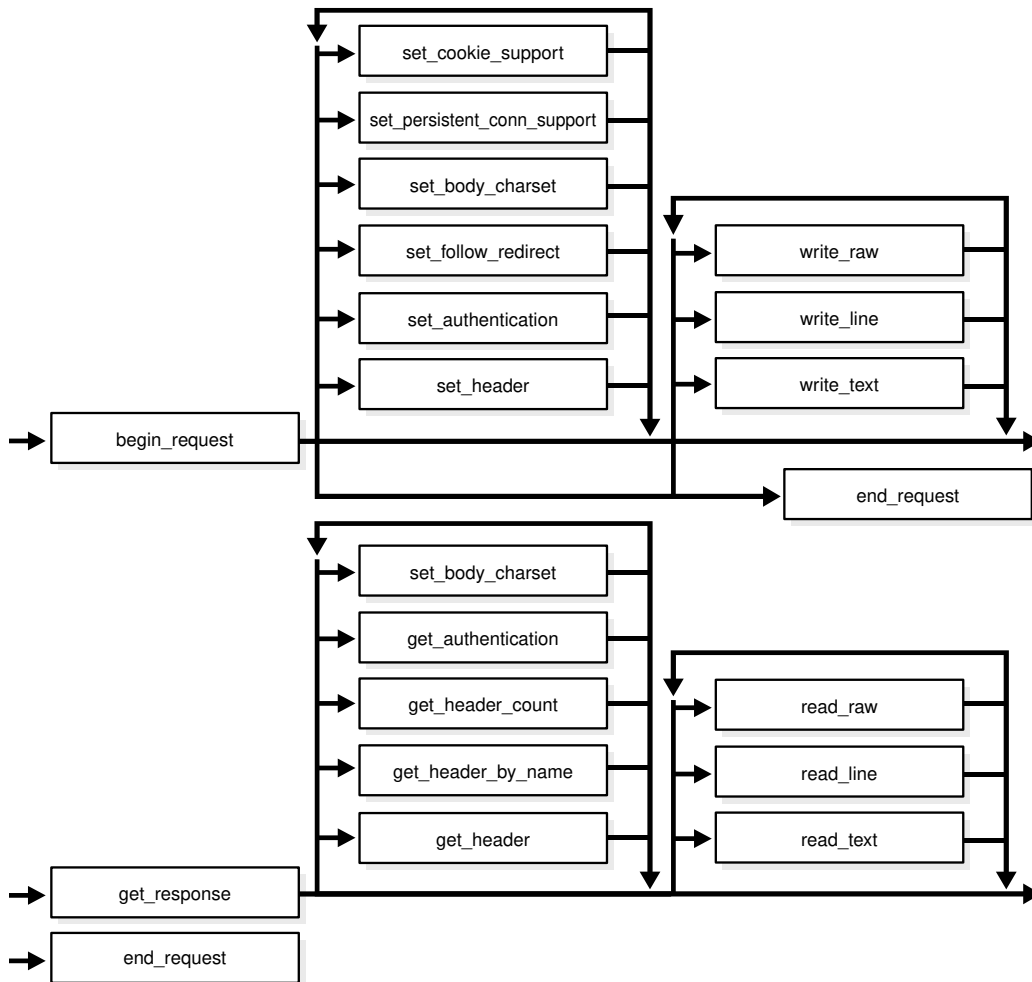 set_cookie_support
set_persistent_conn_support
set_body_charset
set_follow_redirect
set_authentication
set_header
write_raw
write_line
write_text
begin_request
end_request
set_body_charset
get_authentication
get_header_count
get_header_by_name
get_header
read_raw
read_line
read_text
get_response
end_request